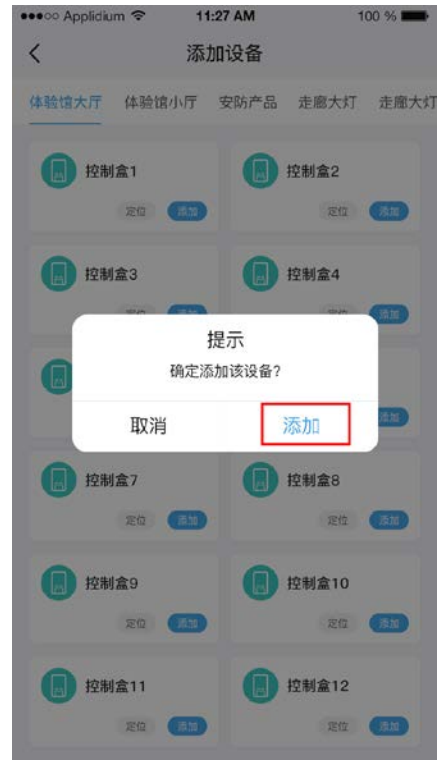 ●●●○○ Applidium 11:27 AM 100 %
添加设备
体验馆大厅 体验馆小厅 安防产品 走廊大灯 走廊大灯
控制盒1 控制盒2
定位 添加 定位 添加
控制盒3 控制盒4
定位 添加 定位 添加
提示
确定添加该设备?
取消 添加
添加
控制盒7 控制盒8
定位 添加 定位 添加
控制盒9 控制盒10
定位 添加 定位 添加
控制盒11 控制盒12
定位 添加 定位 添加